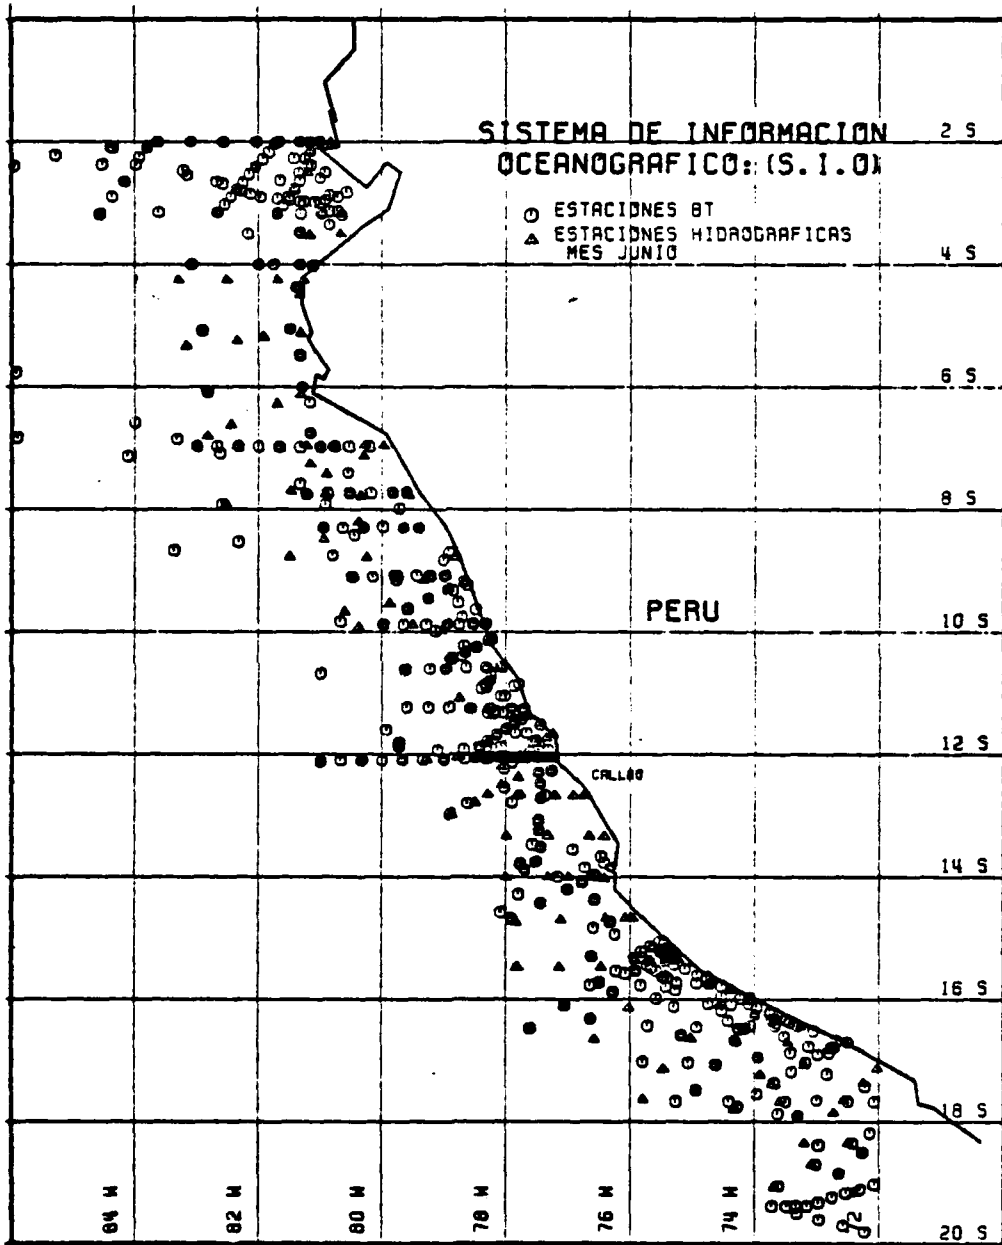 SISTEMA DE INFORMACION
OCEANOGRAFICO: (S.I.O)
ESTACIONES BT
ESTACIONES HIDROGRAFICAS
MES JUNIO
2 S
4 S
6 S
8 S
PERU
10 S
12 S
CALLAO
14 S
16 S
18 S
84 W
82 W
80 W
78 W
76 W
74 W
72
20 S